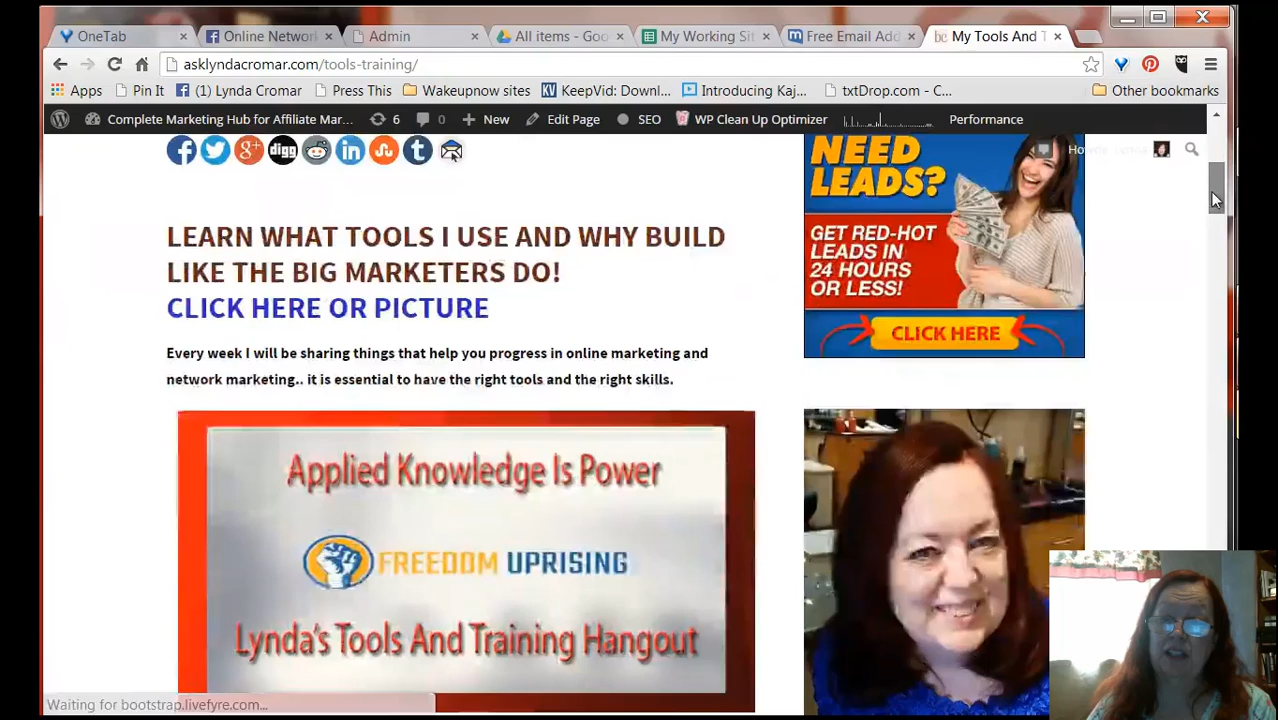 OneTab
Online Network
Admin
All items - Goo
My Working Sit
Free Email Add
My Tools And T
asklyndacromar.com/tools-training/
Apps
Pin It
(1) Lynda Cromar
Press This
Wakeupnow sites
KV
KeepVid: Downl...
Introducing Kaj...
txtDrop.com - C...
Other bookmarks
Complete Marketing Hub for Affiliate Mar...
6
0
New
Edit Page
SEO
WP Clean Up Optimizer
Performance
digg
LEARN WHAT TOOLS I USE AND WHY BUILD
LIKE THE BIG MARKETERS DO!
CLICK HERE OR PICTURE
Every week I will be sharing things that help you progress in online marketing and
network marketing.. it is essential to have the right tools and the right skills.
NEED
LEADS?
GET RED-HOT
LEADS IN
24 HOURS
OR LESS!
CLICK HERE
Applied Knowledge Is Power
FREEDOM UPRISING
Lynda's Tools And Training Hangout
Waiting for bootstrap.livefyre.com...